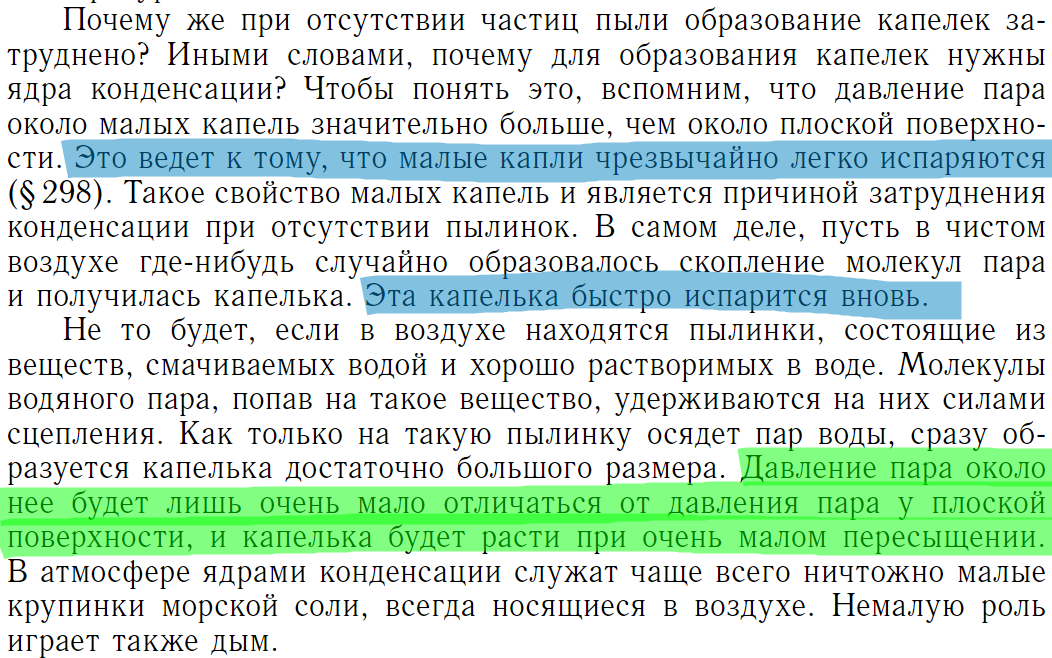 Почему же при отсутствии частиц пыли образование капелек за-
труднено? Иными словами, почему для образования капелек нужны
ядра конденсации? Чтобы понять это, вспомним, что давление пара
около малых капель значительно больше, чем около плоской поверхно-
сти. Это ведет к тому, что малые капли чрезвычайно легко испаряются
(§ 298). Такое свойство малых капель и является причиной затруднения
конденсации при отсутствии пылинок. В самом деле, пусть в чистом
воздухе где-нибудь случайно образовалось скопление молекул пара
и получилась капелька. Эта капелька быстро испарится вновь.
Не то будет, если в воздухе находятся пылинки, состоящие из
веществ, смачиваемых водой и хорошо растворимых в воде. Молекулы
водяного пара, попав на такое вещество, удерживаются на них силами
сцепления. Как только на такую пылинку осядет пар воды, сразу об-
разуется капелька достаточно большого размера. Давление пара около
нее будет лишь очень мало отличаться от давления пара у плоской
поверхности, и капелька будет расти при очень малом пересыщении.
В атмосфере ядрами конденсации служат чаще всего ничтожно малые
крупинки морской соли, всегда носящиеся в воздухе. Немалую роль
играет также дым.